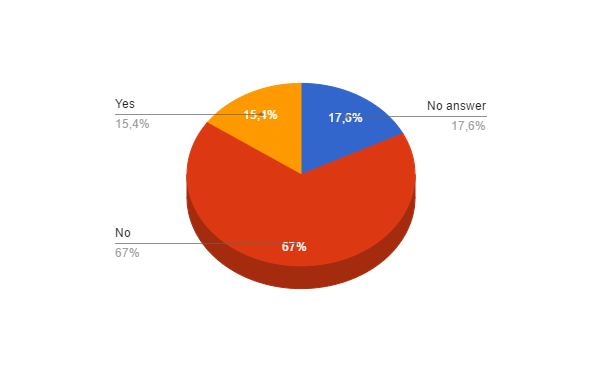 Yes
15,4%
15,4%
17,6%
No answer
17,6%
No
67%
67%